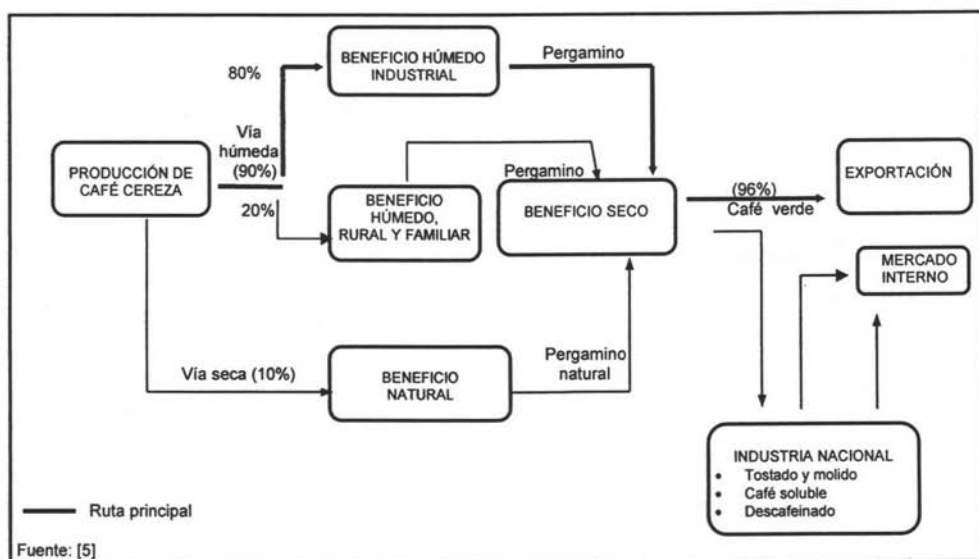 BENEFICIO HÚMEDO
INDUSTRIAL
Pergamino
80%
Vía
húmeda
(90%)
PRODUCCIÓN DE
CAFÉ CEREZA
20%
BENEFICIO
HÚMEDO,
RURAL Y FAMILIAR
Pergamino
BENEFICIO SECO
(96%)
Café verde
EXPORTACIÓN
MERCADO
INTERNO
Vía seca (10%)
BENEFICIO
NATURAL
Pergamino
natural
INDUSTRIA NACIONAL
• Tostado y molido
• Café soluble
• Descafeinado
Ruta principal
Fuente: [5]